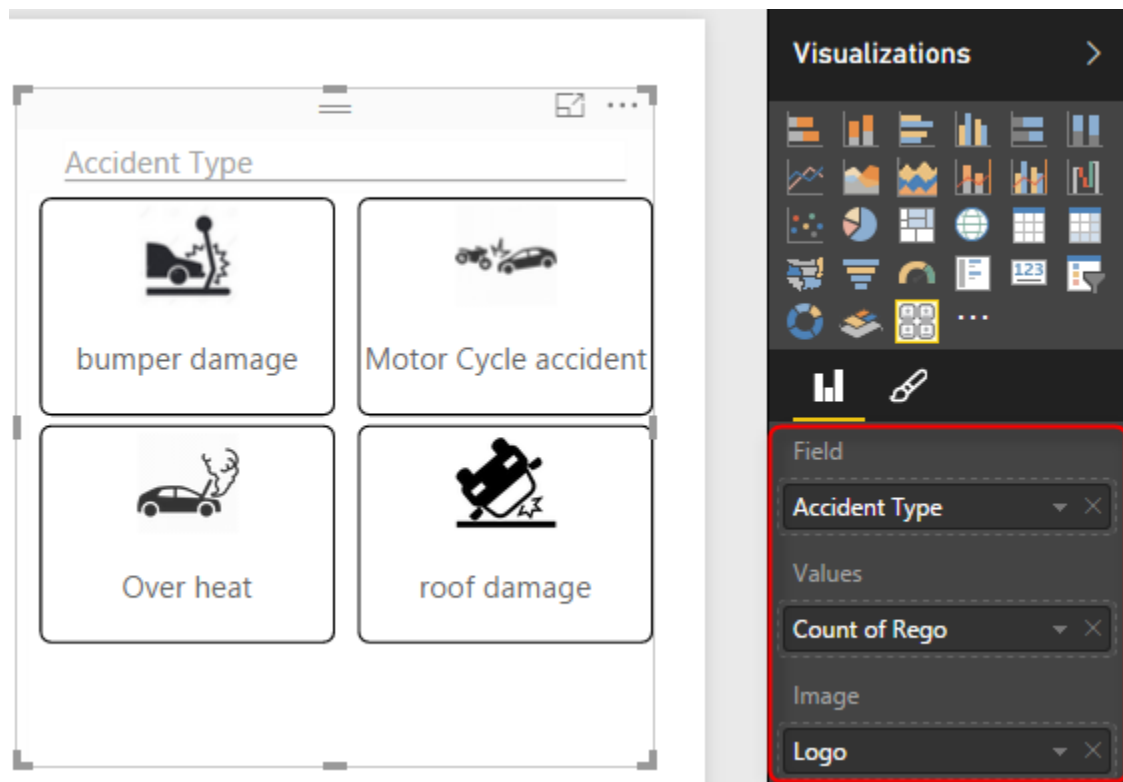 Visualizations
Accident Type
bumper damage
Motor Cycle accident
Over heat
roof damage
123
Field
Accident Type
Values
Count of Rego
Image
Logo